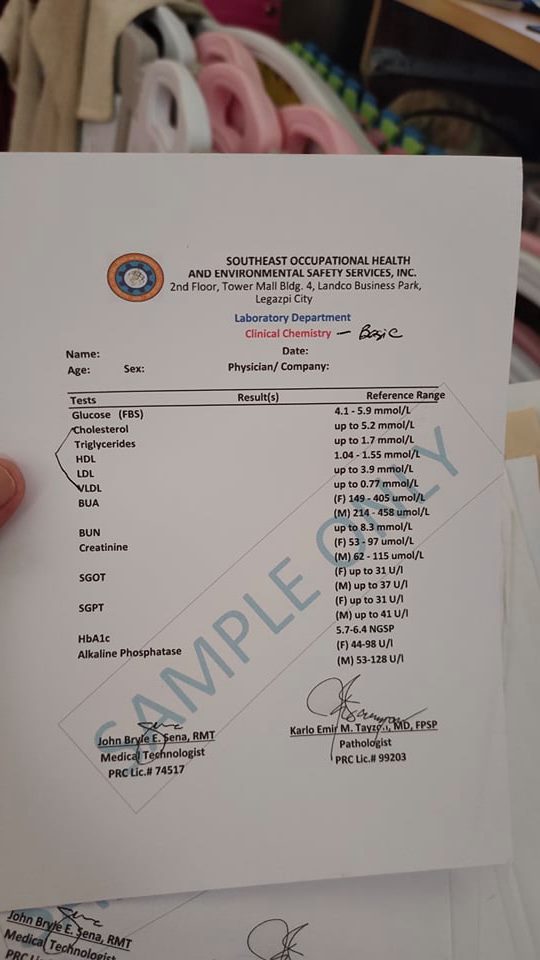 SOUTHEAST OCCUPATIONAL HEALTH
AND ENVIRONMENTAL SAFETY SERVICES, INC.
2nd Floor, Tower Mall Bldg. 4, Landco Business Park,
Legazpi City
Laboratory Department
Clinical Chemistry — Basic
Name: Date:
Age: Sex: Physician/ Company:
Tests Result(s) Reference Range
Glucose (FBS) 4.1 - 5.9 mmol/L
Cholesterol up to 5.2 mmol/L
Triglycerides up to 1.7 mmol/L
HDL 1.04 - 1.55 mmol/L
LDL up to 3.9 mmol/L
VLDL up to 0.77 mmol/L
BUA (F) 149 - 405 umol/L
(M) 214 - 458 umol/L
BUN up to 8.3 mmol/L
Creatinine (F) 53 - 97 umol/L
(M) 62 - 115 umol/L
SGOT (F) up to 31 U/l
(M) up to 37 U/l
SGPT (F) up to 31 U/l
(M) up to 41 U/l
HbA1c 5.7-6.4 NGSP
Alkaline Phosphatase (F) 44-98 U/l
(M) 53-128 U/l
SAMPLE ONLY
John Bryle E. Sena, RMT
Medical Technologist
PRC Lic.# 74517
Karlo Emir M. MD, FPSP
Pathologist
PRC Lic.# 99203
John Bryle E. Sena, RMT
Medical Technologist
PRC Lic.#